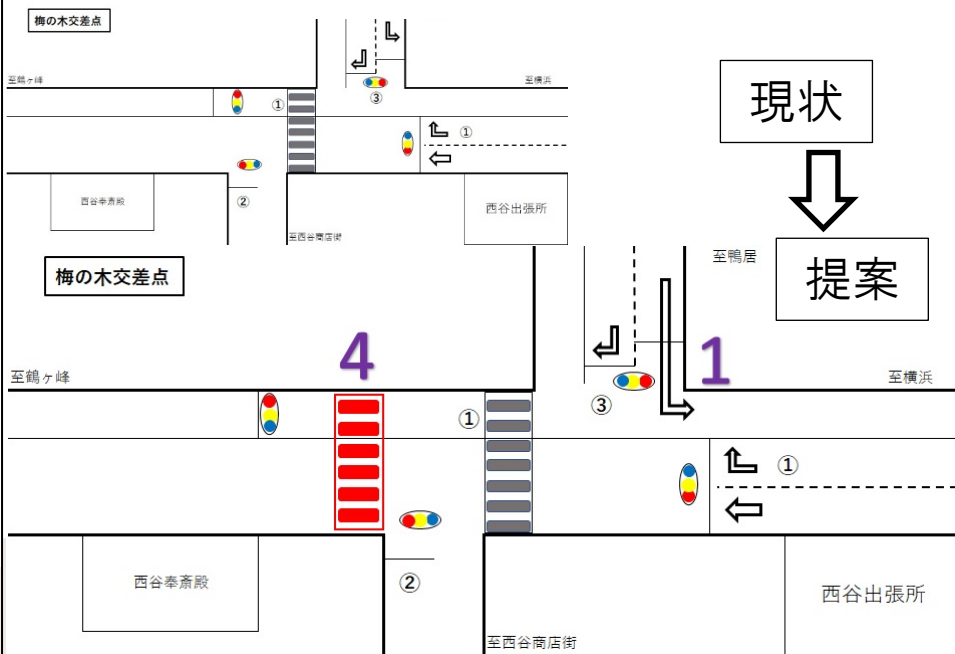 梅の木交差点
至鶴ヶ峰
至横浜
①
③
①
②
西谷奉斎殿
西谷出張所
至西谷商店街
現状
提案
梅の木交差点
至鴨居
4
1
至鶴ヶ峰
至横浜
①
③
①
②
西谷奉斎殿
西谷出張所
至西谷商店街